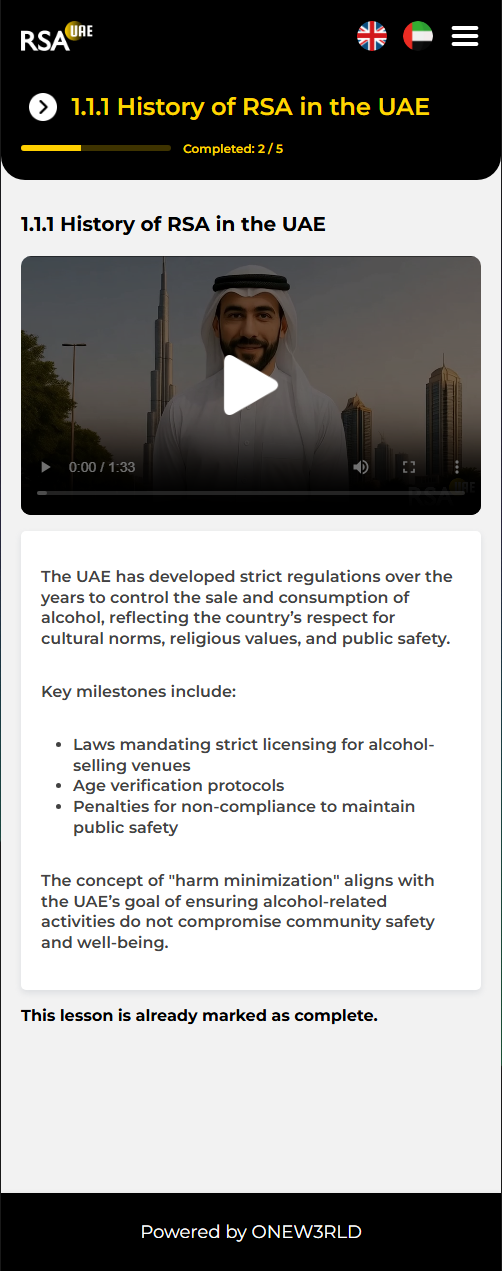 RSA UAE
1.1.1 History of RSA in the UAE
Completed: 2 / 5
1.1.1 History of RSA in the UAE
0:00 / 1:33
RSA UAE
The UAE has developed strict regulations over the
years to control the sale and consumption of
alcohol, reflecting the country’s respect for
cultural norms, religious values, and public safety.
Key milestones include:
• Laws mandating strict licensing for alcohol-
selling venues
• Age verification protocols
• Penalties for non-compliance to maintain
public safety
The concept of "harm minimization" aligns with
the UAE’s goal of ensuring alcohol-related
activities do not compromise community safety
and well-being.
This lesson is already marked as complete.
Powered by ONEW3RLD